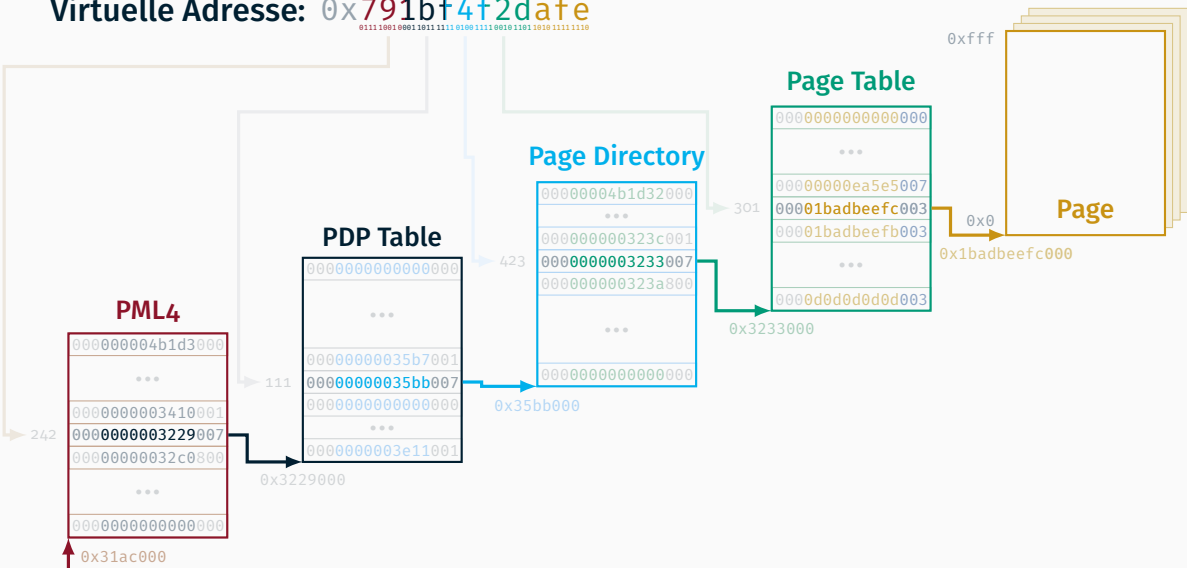 Virtuelle Adresse: 0x791bf4f2dafe
0111 1001 0001 1011 1111 0100 1111 0010 1101 1010 1111 1110
0xfff
Page Table
0000000000000000
...
00000000ea5e5007
301
00001badbeefc003
00001badbeefb003
...
0000d0d0d0d0d003
Page
0x0
0x1badbeefc000
Page Directory
00000004b1d32000
...
000000000323c001
423
0000000003233007
000000000323a800
...
0000000000000000
0x3233000
PDP Table
0000000000000000
...
00000000035b7001
111
00000000035bb007
0000000000000000
...
0000000003e11001
0x35bb000
PML4
000000004b1d3000
...
0000000003410001
242
0000000003229007
00000000032c0800
...
0000000000000000
0x3229000
0x31ac000